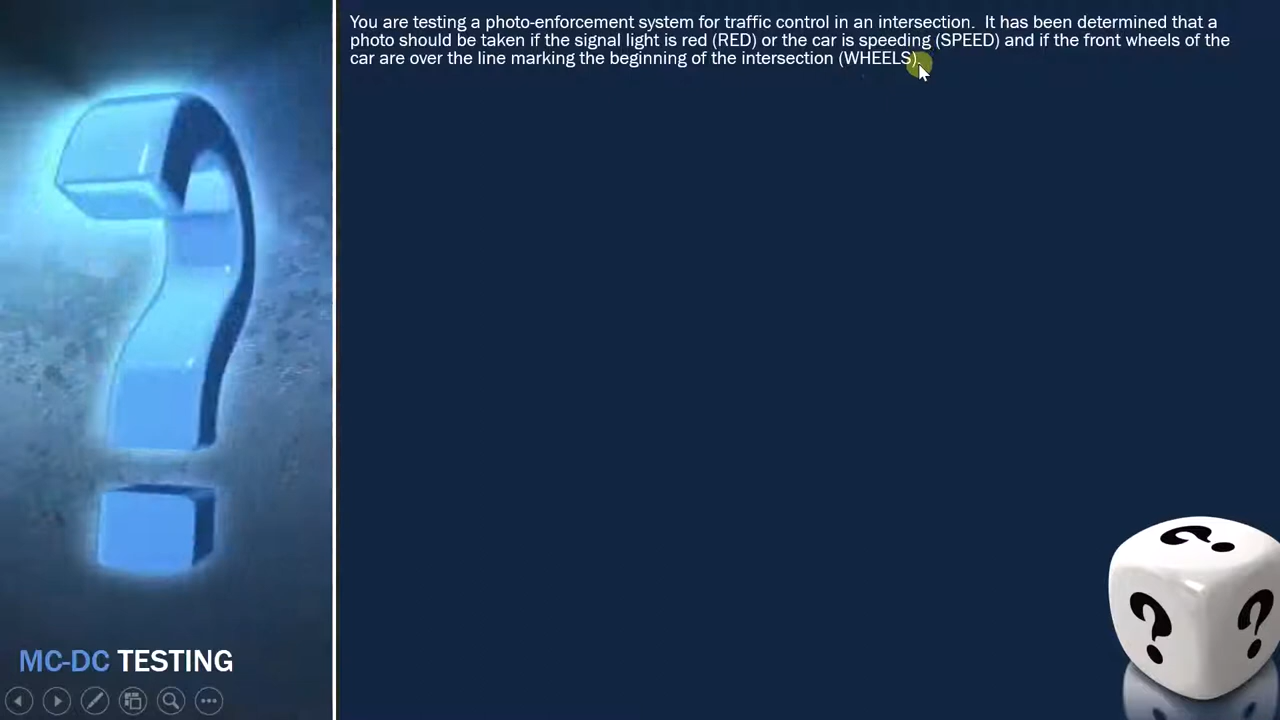 You are testing a photo-enforcement system for traffic control in an intersection.  It has been determined that a
photo should be taken if the signal light is red (RED) or the car is speeding (SPEED) and if the front wheels of the
car are over the line marking the beginning of the intersection (WHEELS).
MC-DC TESTING